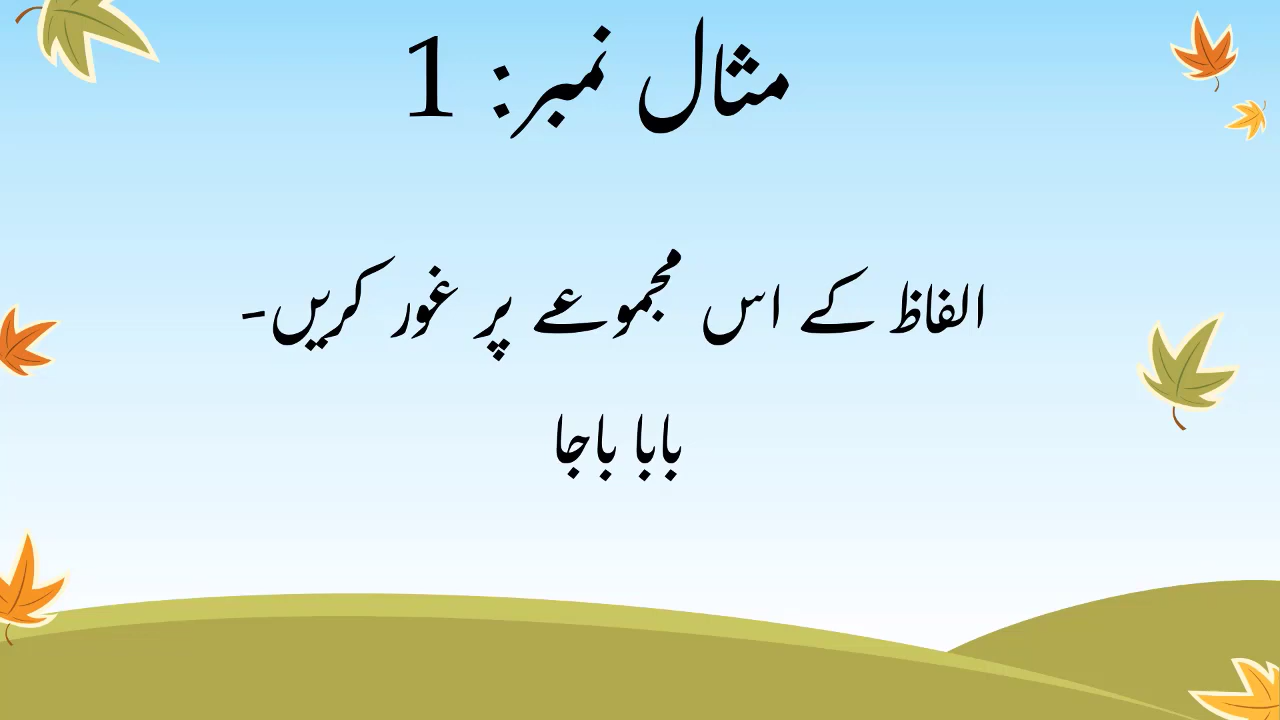 مثال نمبر: 1
الفاظ کے اس مجموعے پر غور کریں۔
بابا باجا